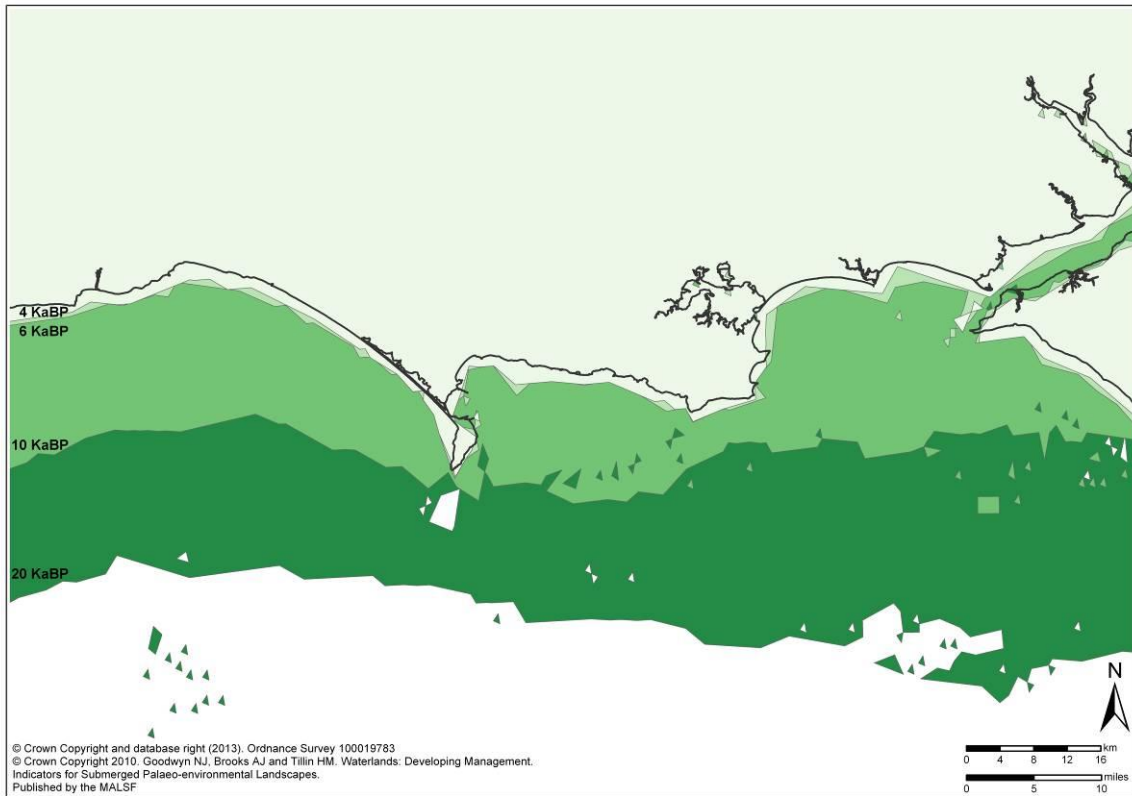 4 KaBP
6 KaBP
10 KaBP
20 KaBP
N
© Crown Copyright and database right (2013). Ordnance Survey 100019783
© Crown Copyright 2010. Goodwyn NJ, Brooks AJ and Tillin HM. Waterlands: Developing Management.
Indicators for Submerged Palaeo-environmental Landscapes.
Published by the MALSF
km
0 4 8 12 16
miles
0 5 10